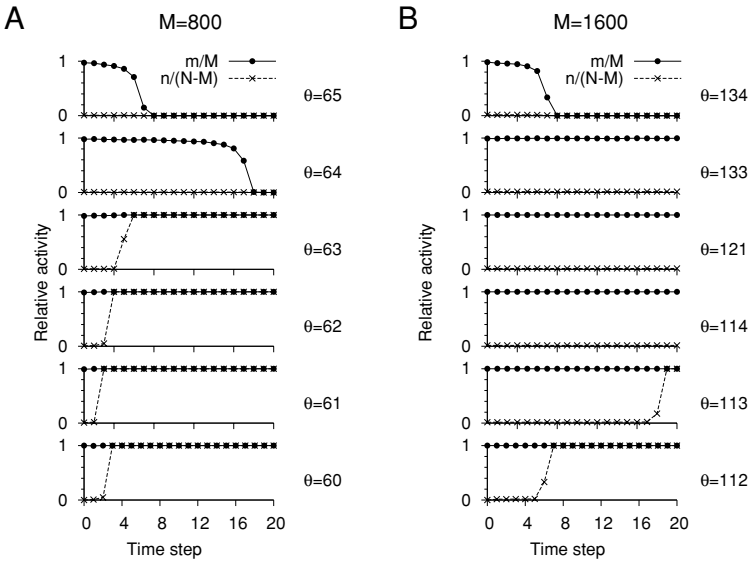 A
M=800
1
m/M
n/(N-M)
0
θ=65
1
0
θ=64
1
0
θ=63
1
0
θ=62
1
0
θ=61
1
0
θ=60
Relative activity
0 4 8 12 16 20
Time step
B
M=1600
1
m/M
n/(N-M)
0
θ=134
1
0
θ=133
1
0
θ=121
1
0
θ=114
1
0
θ=113
1
0
θ=112
Relative activity
0 4 8 12 16 20
Time step